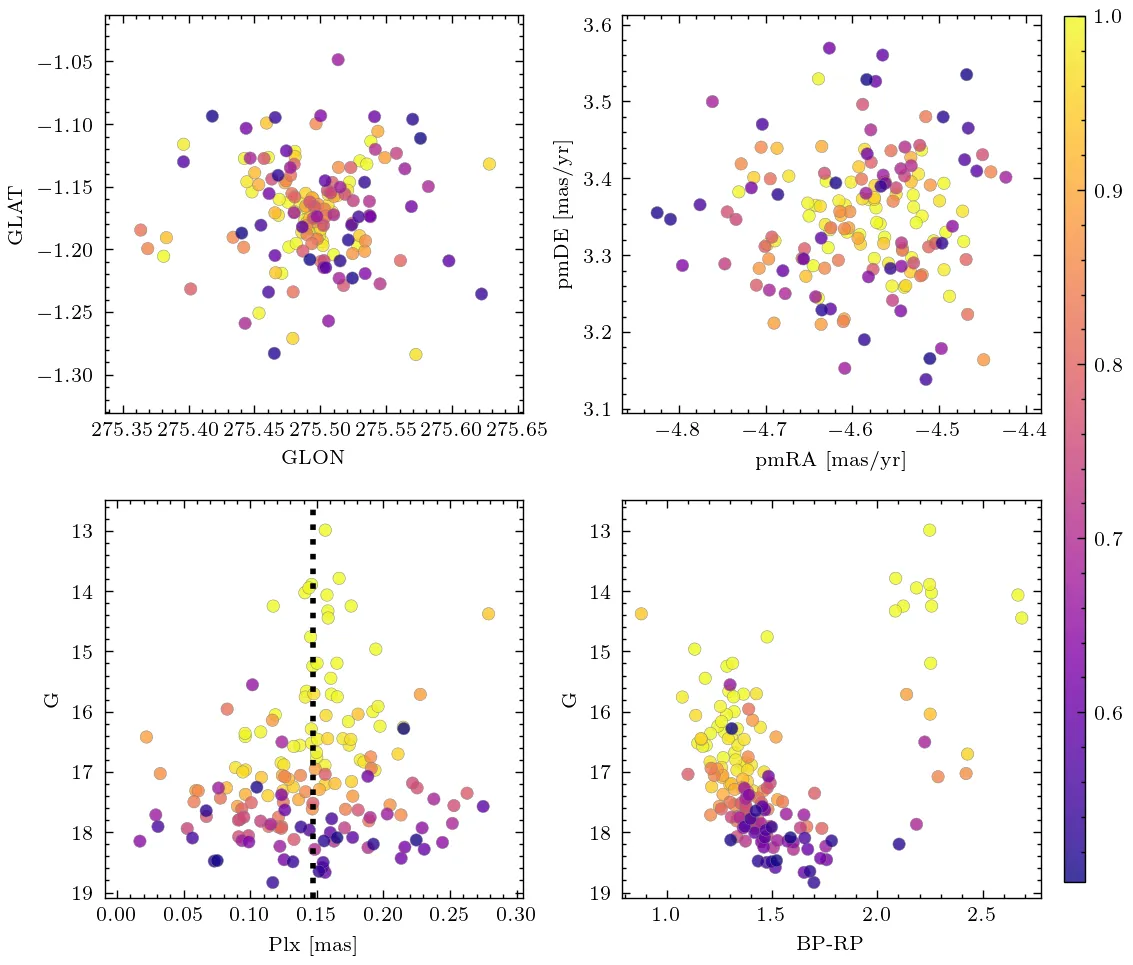 −1.05
−1.10
−1.15
−1.20
−1.25
−1.30
GLAT
275.35 275.40 275.45 275.50 275.55 275.60 275.65
GLON
3.6
3.5
3.4
3.3
3.2
3.1
pmDE [mas/yr]
−4.8 −4.7 −4.6 −4.5 −4.4
pmRA [mas/yr]
13
14
15
16
17
18
19
G
0.00 0.05 0.10 0.15 0.20 0.25 0.30
Plx [mas]
13
14
15
16
17
18
19
G
1.0 1.5 2.0 2.5
BP-RP
1.0
0.9
0.8
0.7
0.6